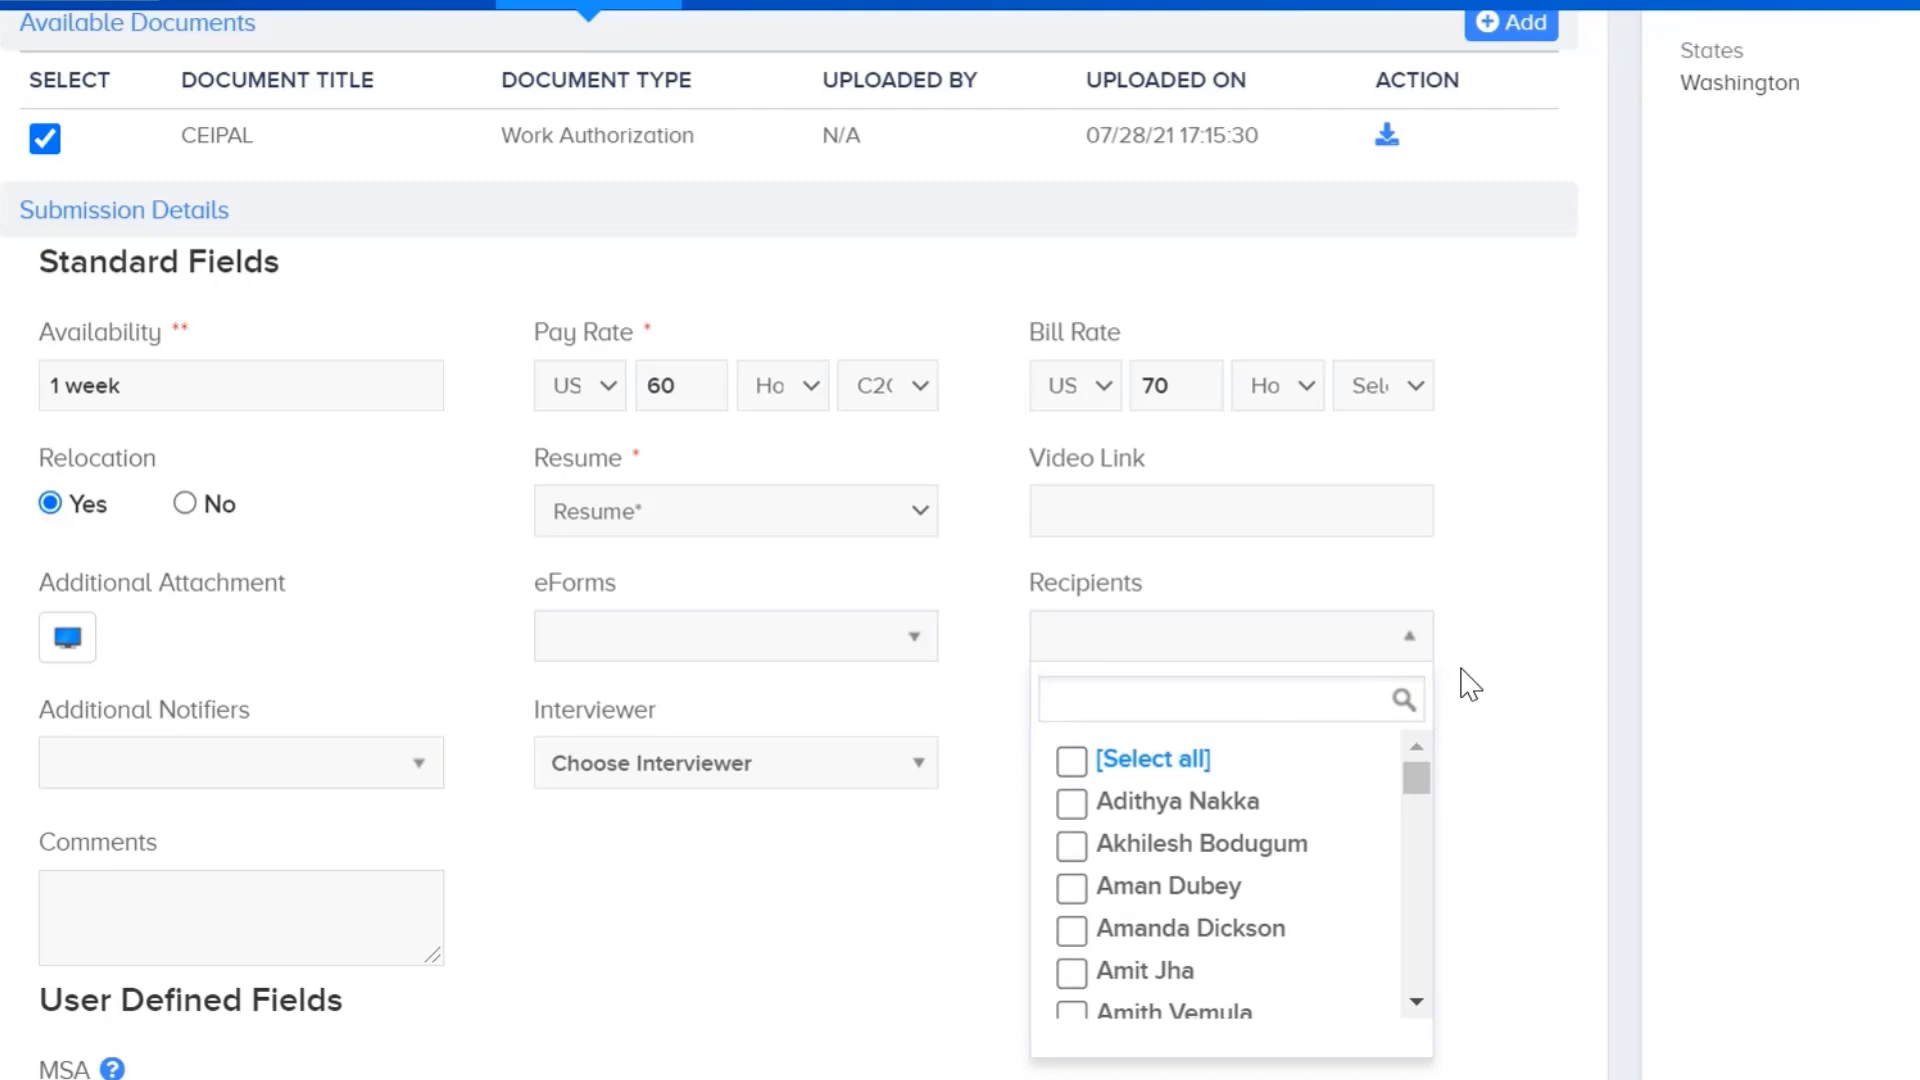 Available Documents
Add
SELECT DOCUMENT TITLE DOCUMENT TYPE UPLOADED BY UPLOADED ON ACTION
CEIPAL Work Authorization N/A 07/28/21 17:15:30
Submission Details
Standard Fields
Availability ** Pay Rate * Bill Rate
1 week US 60 Ho C2C US 70 Ho Sel
Relocation Resume * Video Link
Yes No Resume*
Additional Attachment eForms Recipients
Additional Notifiers Interviewer
Choose Interviewer
[Select all]
Adithya Nakka
Akhilesh Bodugum
Aman Dubey
Amanda Dickson
Amit Jha
Amith Vemula
Comments
User Defined Fields
MSA ?
States
Washington